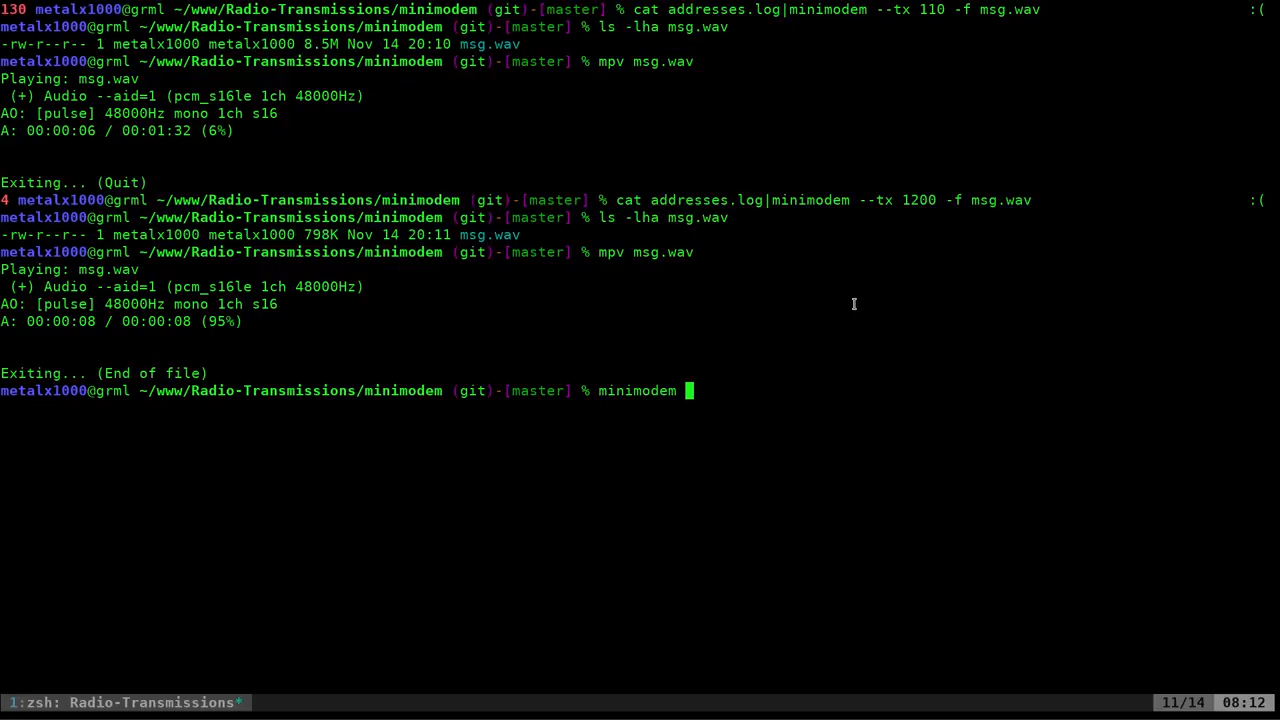 130 metalx1000@grml ~/www/Radio-Transmissions/minimodem (git)-[master] % cat addresses.log|minimodem --tx 110 -f msg.wav :(
metalx1000@grml ~/www/Radio-Transmissions/minimodem (git)-[master] % ls -lha msg.wav
-rw-r--r-- 1 metalx1000 metalx1000 8.5M Nov 14 20:10 msg.wav
metalx1000@grml ~/www/Radio-Transmissions/minimodem (git)-[master] % mpv msg.wav
Playing: msg.wav
(+) Audio --aid=1 (pcm_s16le 1ch 48000Hz)
AO: [pulse] 48000Hz mono 1ch s16
A: 00:00:06 / 00:01:32 (6%)
Exiting... (Quit)
4 metalx1000@grml ~/www/Radio-Transmissions/minimodem (git)-[master] % cat addresses.log|minimodem --tx 1200 -f msg.wav :(
metalx1000@grml ~/www/Radio-Transmissions/minimodem (git)-[master] % ls -lha msg.wav
-rw-r--r-- 1 metalx1000 metalx1000 798K Nov 14 20:11 msg.wav
metalx1000@grml ~/www/Radio-Transmissions/minimodem (git)-[master] % mpv msg.wav
Playing: msg.wav
(+) Audio --aid=1 (pcm_s16le 1ch 48000Hz)
AO: [pulse] 48000Hz mono 1ch s16
A: 00:00:08 / 00:00:08 (95%)
Exiting... (End of file)
metalx1000@grml ~/www/Radio-Transmissions/minimodem (git)-[master] % minimodem
1:zsh: Radio-Transmissions* 11/14 08:12